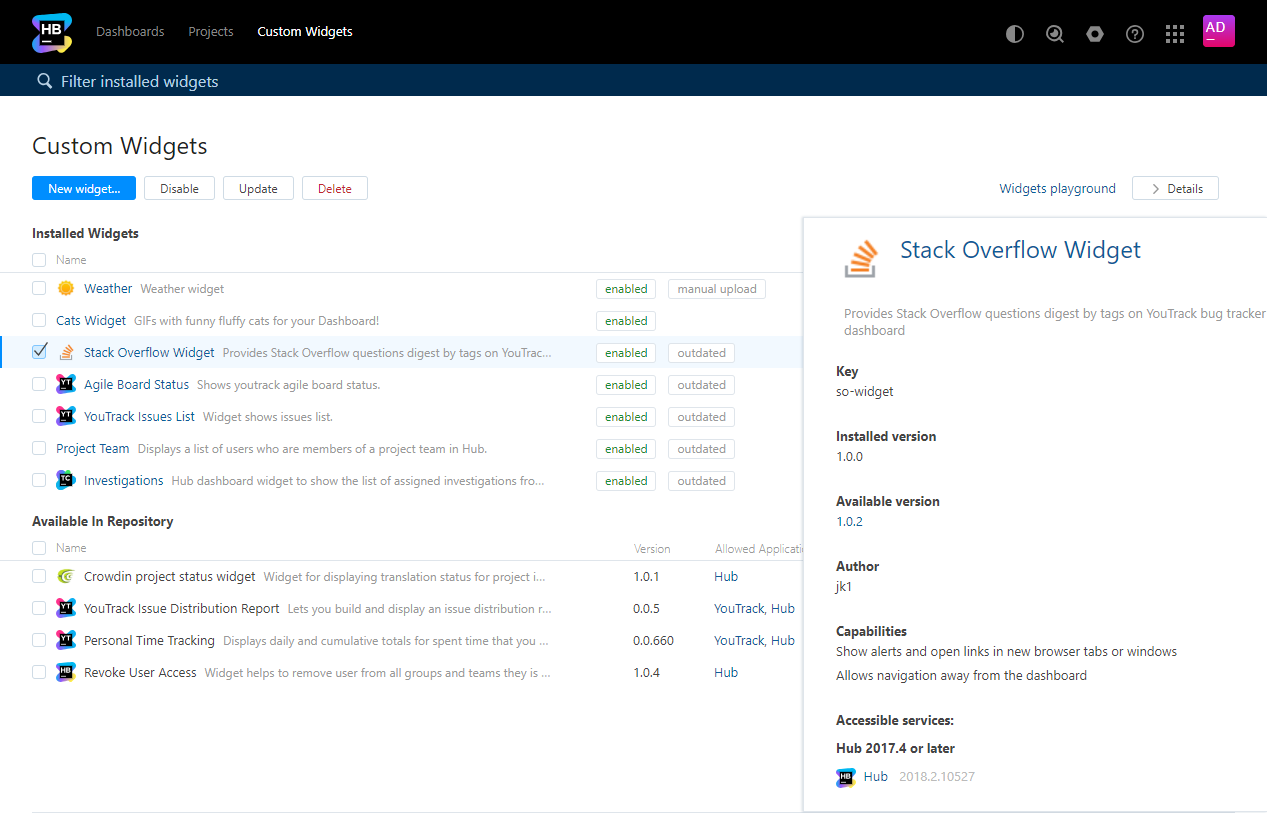 HB
Dashboards Projects Custom Widgets
AD
Filter installed widgets
Custom Widgets
New widget... Disable Update Delete Widgets playground Details
Installed Widgets
Name
Weather Weather widget enabled manual upload
Cats Widget GIFs with funny fluffy cats for your Dashboard! enabled
Stack Overflow Widget Provides Stack Overflow questions digest by tags on YouTrac... enabled outdated
YT Agile Board Status Shows youtrack agile board status. enabled outdated
YT YouTrack Issues List Widget shows issues list. enabled outdated
Project Team Displays a list of users who are members of a project team in Hub. enabled outdated
TC Investigations Hub dashboard widget to show the list of assigned investigations fro... enabled outdated
Available In Repository
Name Version Allowed Applicati
Crowdin project status widget Widget for displaying translation status for project i... 1.0.1 Hub
YT YouTrack Issue Distribution Report Lets you build and display an issue distribution r... 0.0.5 YouTrack, Hub
YT Personal Time Tracking Displays daily and cumulative totals for spent time that you ... 0.0.660 YouTrack, Hub
HB Revoke User Access Widget helps to remove user from all groups and teams they is ... 1.0.4 Hub
Stack Overflow Widget
Provides Stack Overflow questions digest by tags on YouTrack bug tracker
dashboard
Key
so-widget
Installed version
1.0.0
Available version
1.0.2
Author
jk1
Capabilities
Show alerts and open links in new browser tabs or windows
Allows navigation away from the dashboard
Accessible services:
Hub 2017.4 or later
HB Hub 2018.2.10527